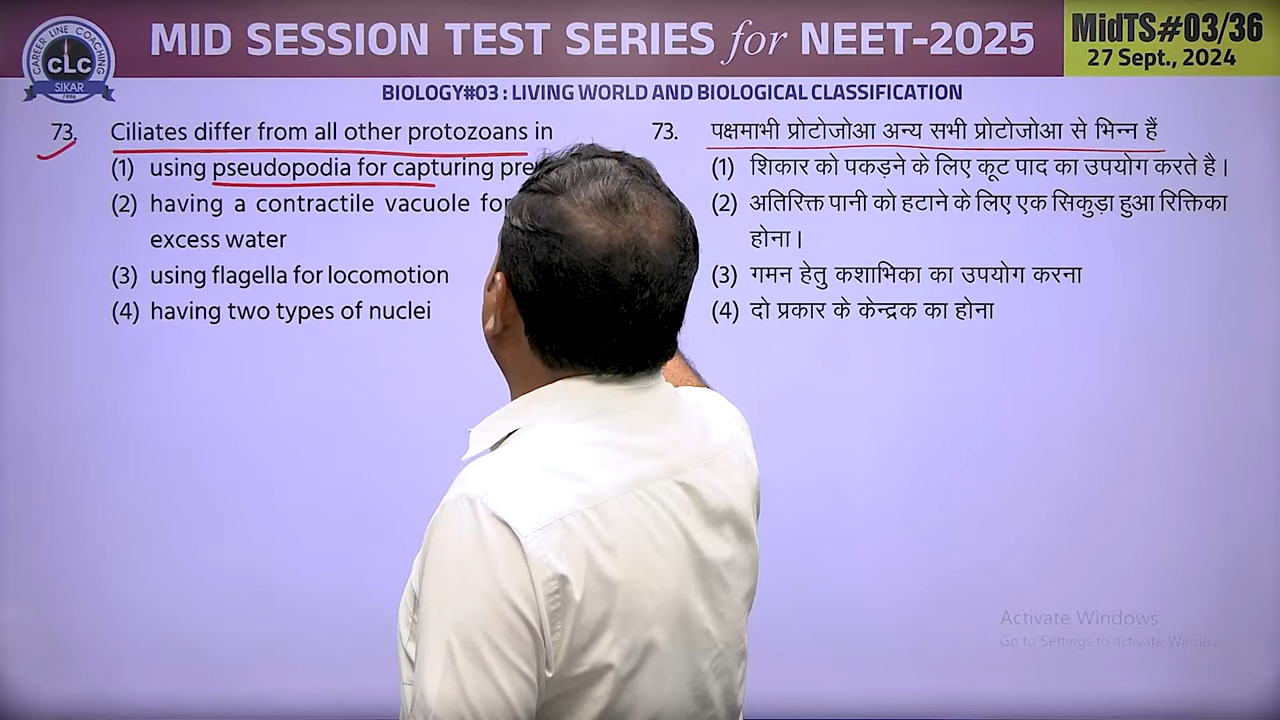 MID SESSION TEST SERIES for NEET-2025
MidTS#03/36
27 Sept., 2024
CAREER LINE COACHING
CLC
SIKAR
BIOLOGY#03 : LIVING WORLD AND BIOLOGICAL CLASSIFICATION
73. Ciliates differ from all other protozoans in
(1) using pseudopodia for capturing pre
(2) having a contractile vacuole for
excess water
(3) using flagella for locomotion
(4) having two types of nuclei
73. पक्षमाभी प्रोटोजोआ अन्य सभी प्रोटोजोआ से भिन्न हैं
(1) शिकार को पकड़ने के लिए कूट पाद का उपयोग करते है।
(2) अतिरिक्त पानी को हटाने के लिए एक सिकुड़ा हुआ रिक्तिका
होना।
(3) गमन हेतु कशाभिका का उपयोग करना
(4) दो प्रकार के केन्द्रक का होना
Activate Windows
Go to Settings to activate Windows